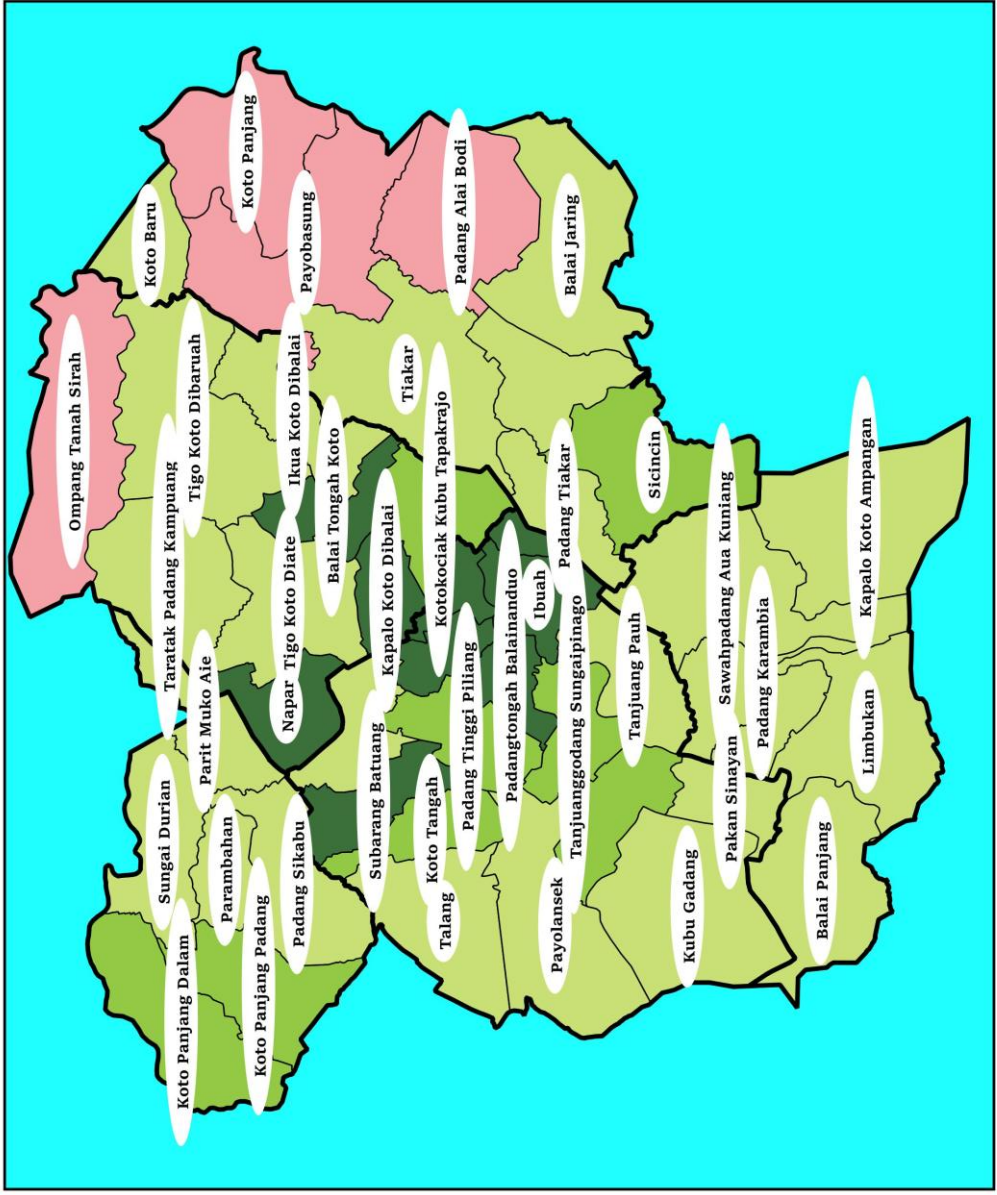 Ompang Tanah Sirah
Koto Baru
Sungai Durian
Taratak Padang Kampuang
Koto Panjang Dalam
Tigo Koto Dibaruah
Parit Muko Aie
Parambahan
Koto Panjang
Koto Panjang Padang
Napar
Tigo Koto Diate
Ikua Koto Dibalai
Padang Sikabu
Payobasung
Balai Tongah Koto
Subarang Batuang
Kapalo Koto Dibalai
Tiakar
Koto Tangah
Kotokociak Kubu Tapakrajo
Talang
Padang Alai Bodi
Padang Tinggi Piliang
Padangtongah Balainanduo
Ibuah
Payolansek
Padang Tiakar
Balai Jaring
Tanjuanggodang Sungaipinago
Tanjuang Pauh
Sicincin
Kubu Gadang
Sawahpadang Aua Kuniang
Pakan Sinayan
Padang Karambia
Balai Panjang
Kapalo Koto Ampangan
Limbukan